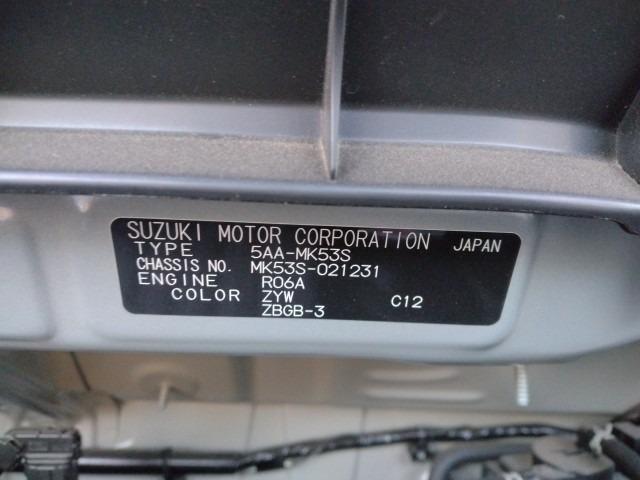 SUZUKI MOTOR CORPORATION JAPAN
TYPE 5AA-MK53S
CHASSIS NO. MK53S-021231
ENGINE R06A
COLOR ZYW C12
ZBGB-3